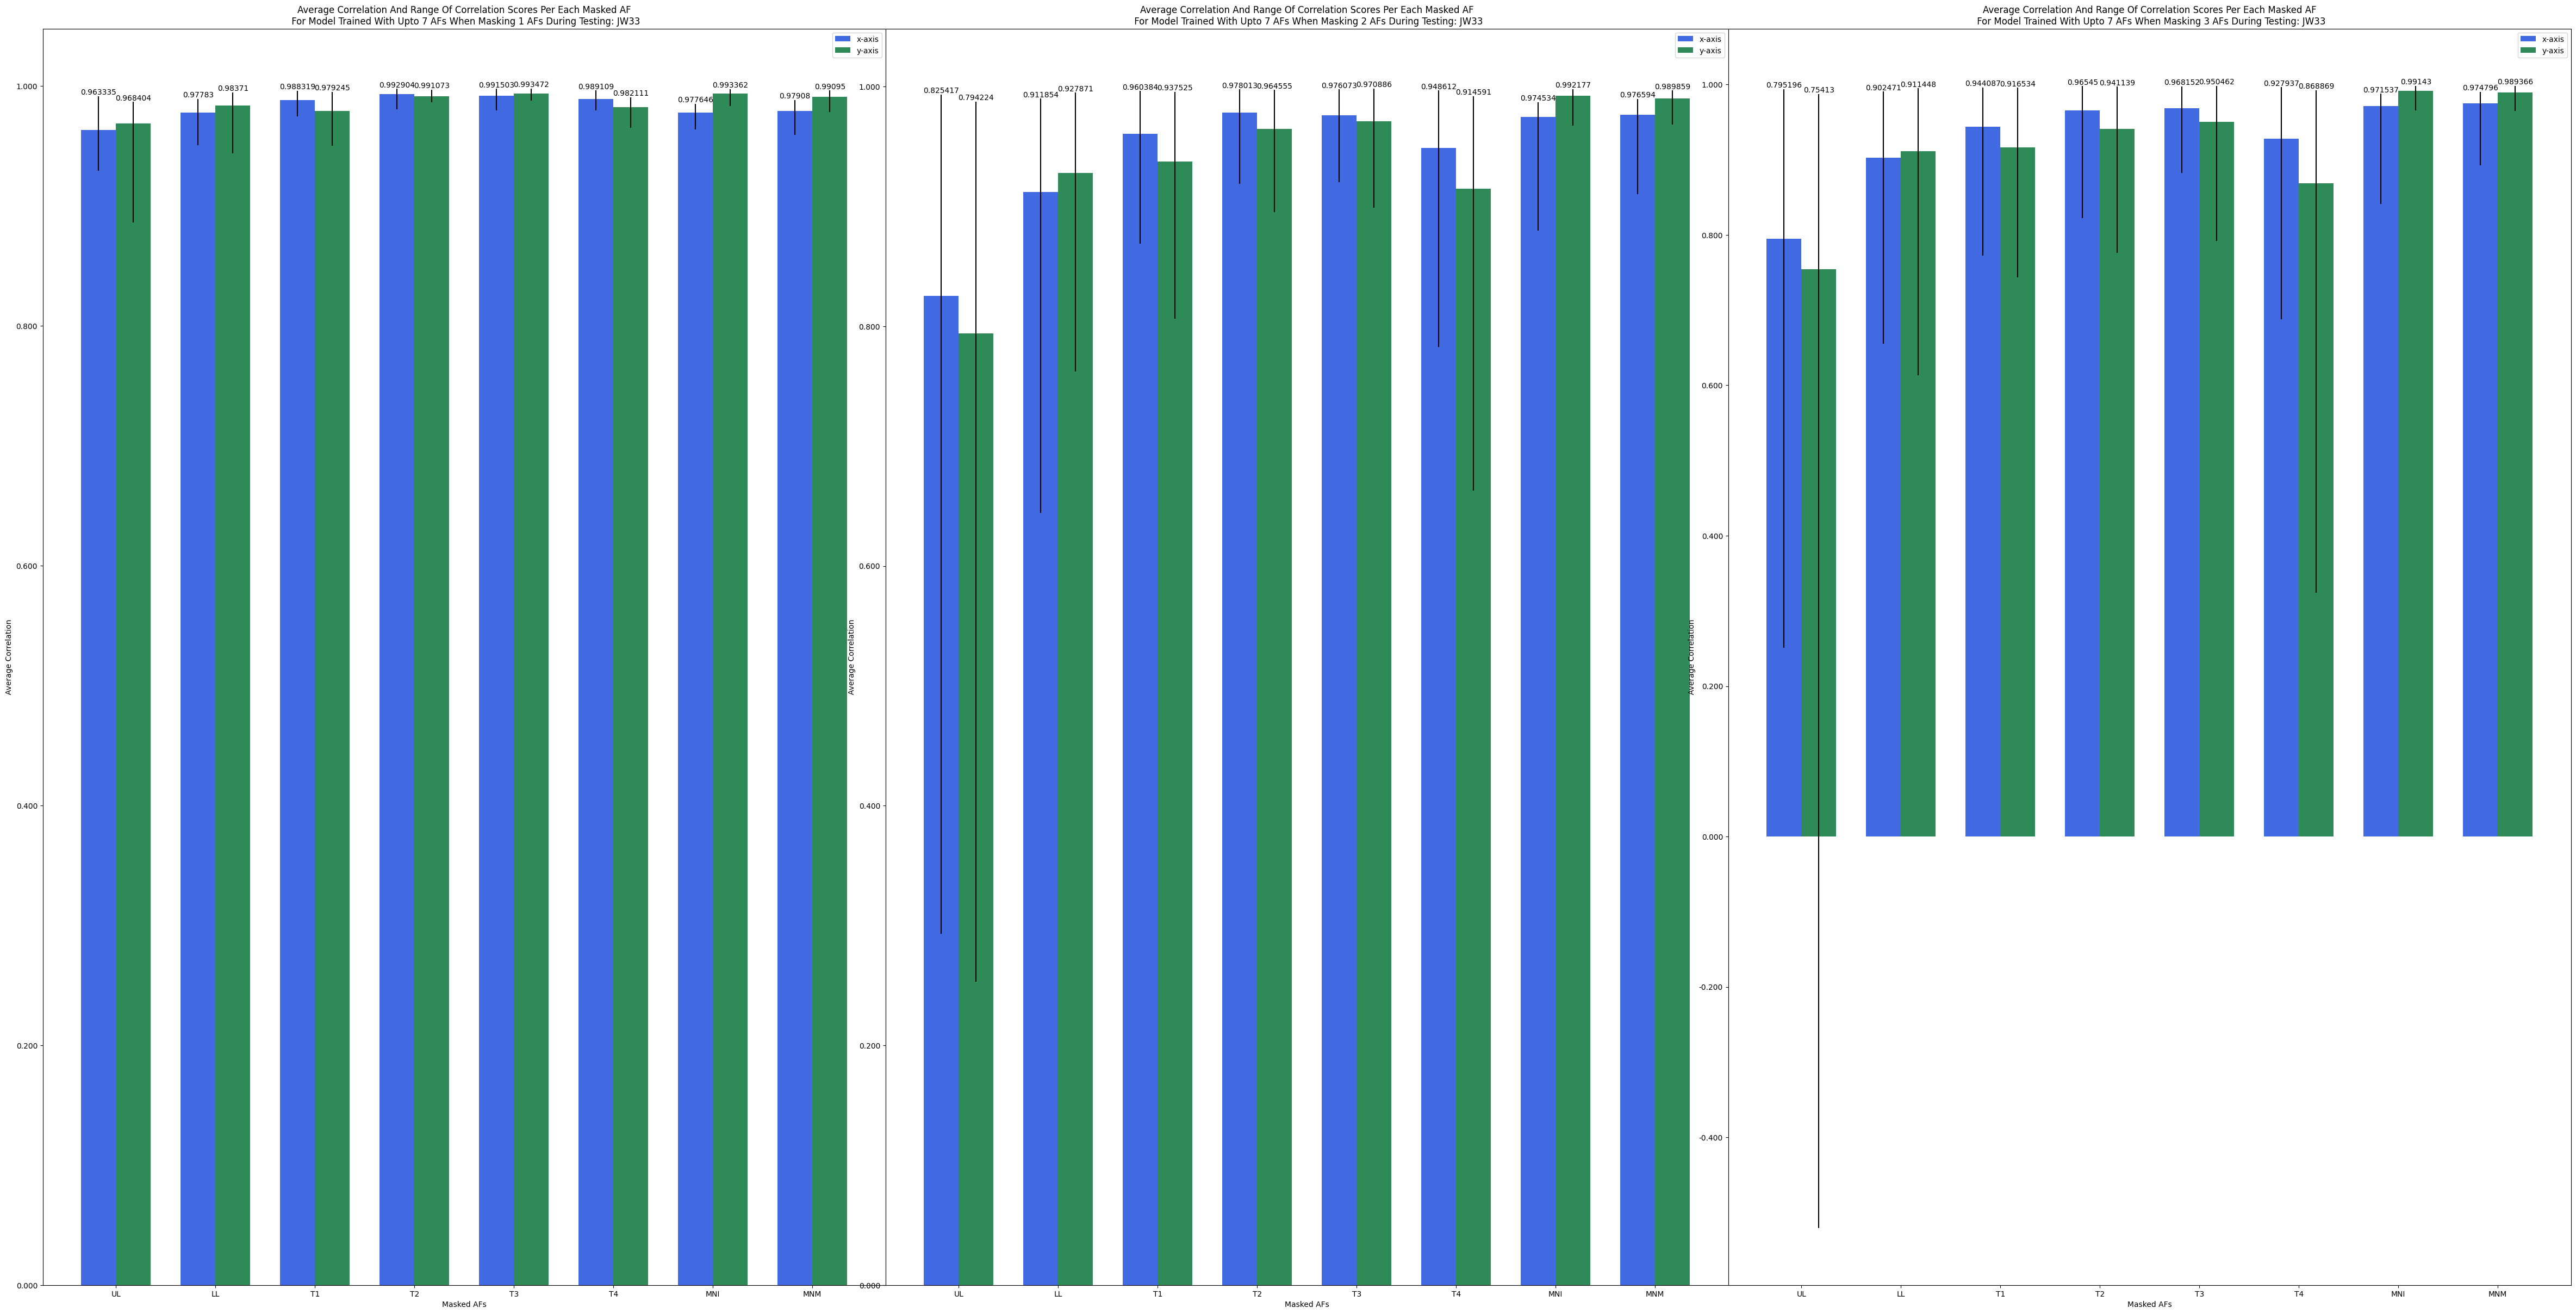 Average Correlation And Range Of Correlation Scores Per Each Masked AF
For Model Trained With Upto 7 AFs When Masking 1 AFs During Testing: JW33
x-axis
y-axis
1.000
0.800
0.600
0.400
0.200
0.000
Average Correlation
0.963335 0.968404 0.97783 0.98371 0.988319 0.979245 0.992904 0.991073 0.991503 0.993472 0.989109 0.982111 0.977646 0.993362 0.97908 0.99095
UL LL T1 T2 T3 T4 MNI MNM
Masked AFs
Average Correlation And Range Of Correlation Scores Per Each Masked AF
For Model Trained With Upto 7 AFs When Masking 2 AFs During Testing: JW33
x-axis
y-axis
1.000
0.800
0.600
0.400
0.200
0.000
Average Correlation
0.825417 0.794224 0.911854 0.927871 0.960384 0.937525 0.978013 0.964555 0.976073 0.970886 0.948612 0.914591 0.974534 0.992177 0.976594 0.989859
UL LL T1 T2 T3 T4 MNI MNM
Masked AFs
Average Correlation And Range Of Correlation Scores Per Each Masked AF
For Model Trained With Upto 7 AFs When Masking 3 AFs During Testing: JW33
x-axis
y-axis
1.000
0.800
0.600
0.400
0.200
0.000
-0.200
-0.400
Average Correlation
0.795196 0.75413 0.902471 0.911448 0.944087 0.916534 0.96545 0.941139 0.968152 0.950462 0.927937 0.868869 0.971537 0.99143 0.974796 0.989366
UL LL T1 T2 T3 T4 MNI MNM
Masked AFs